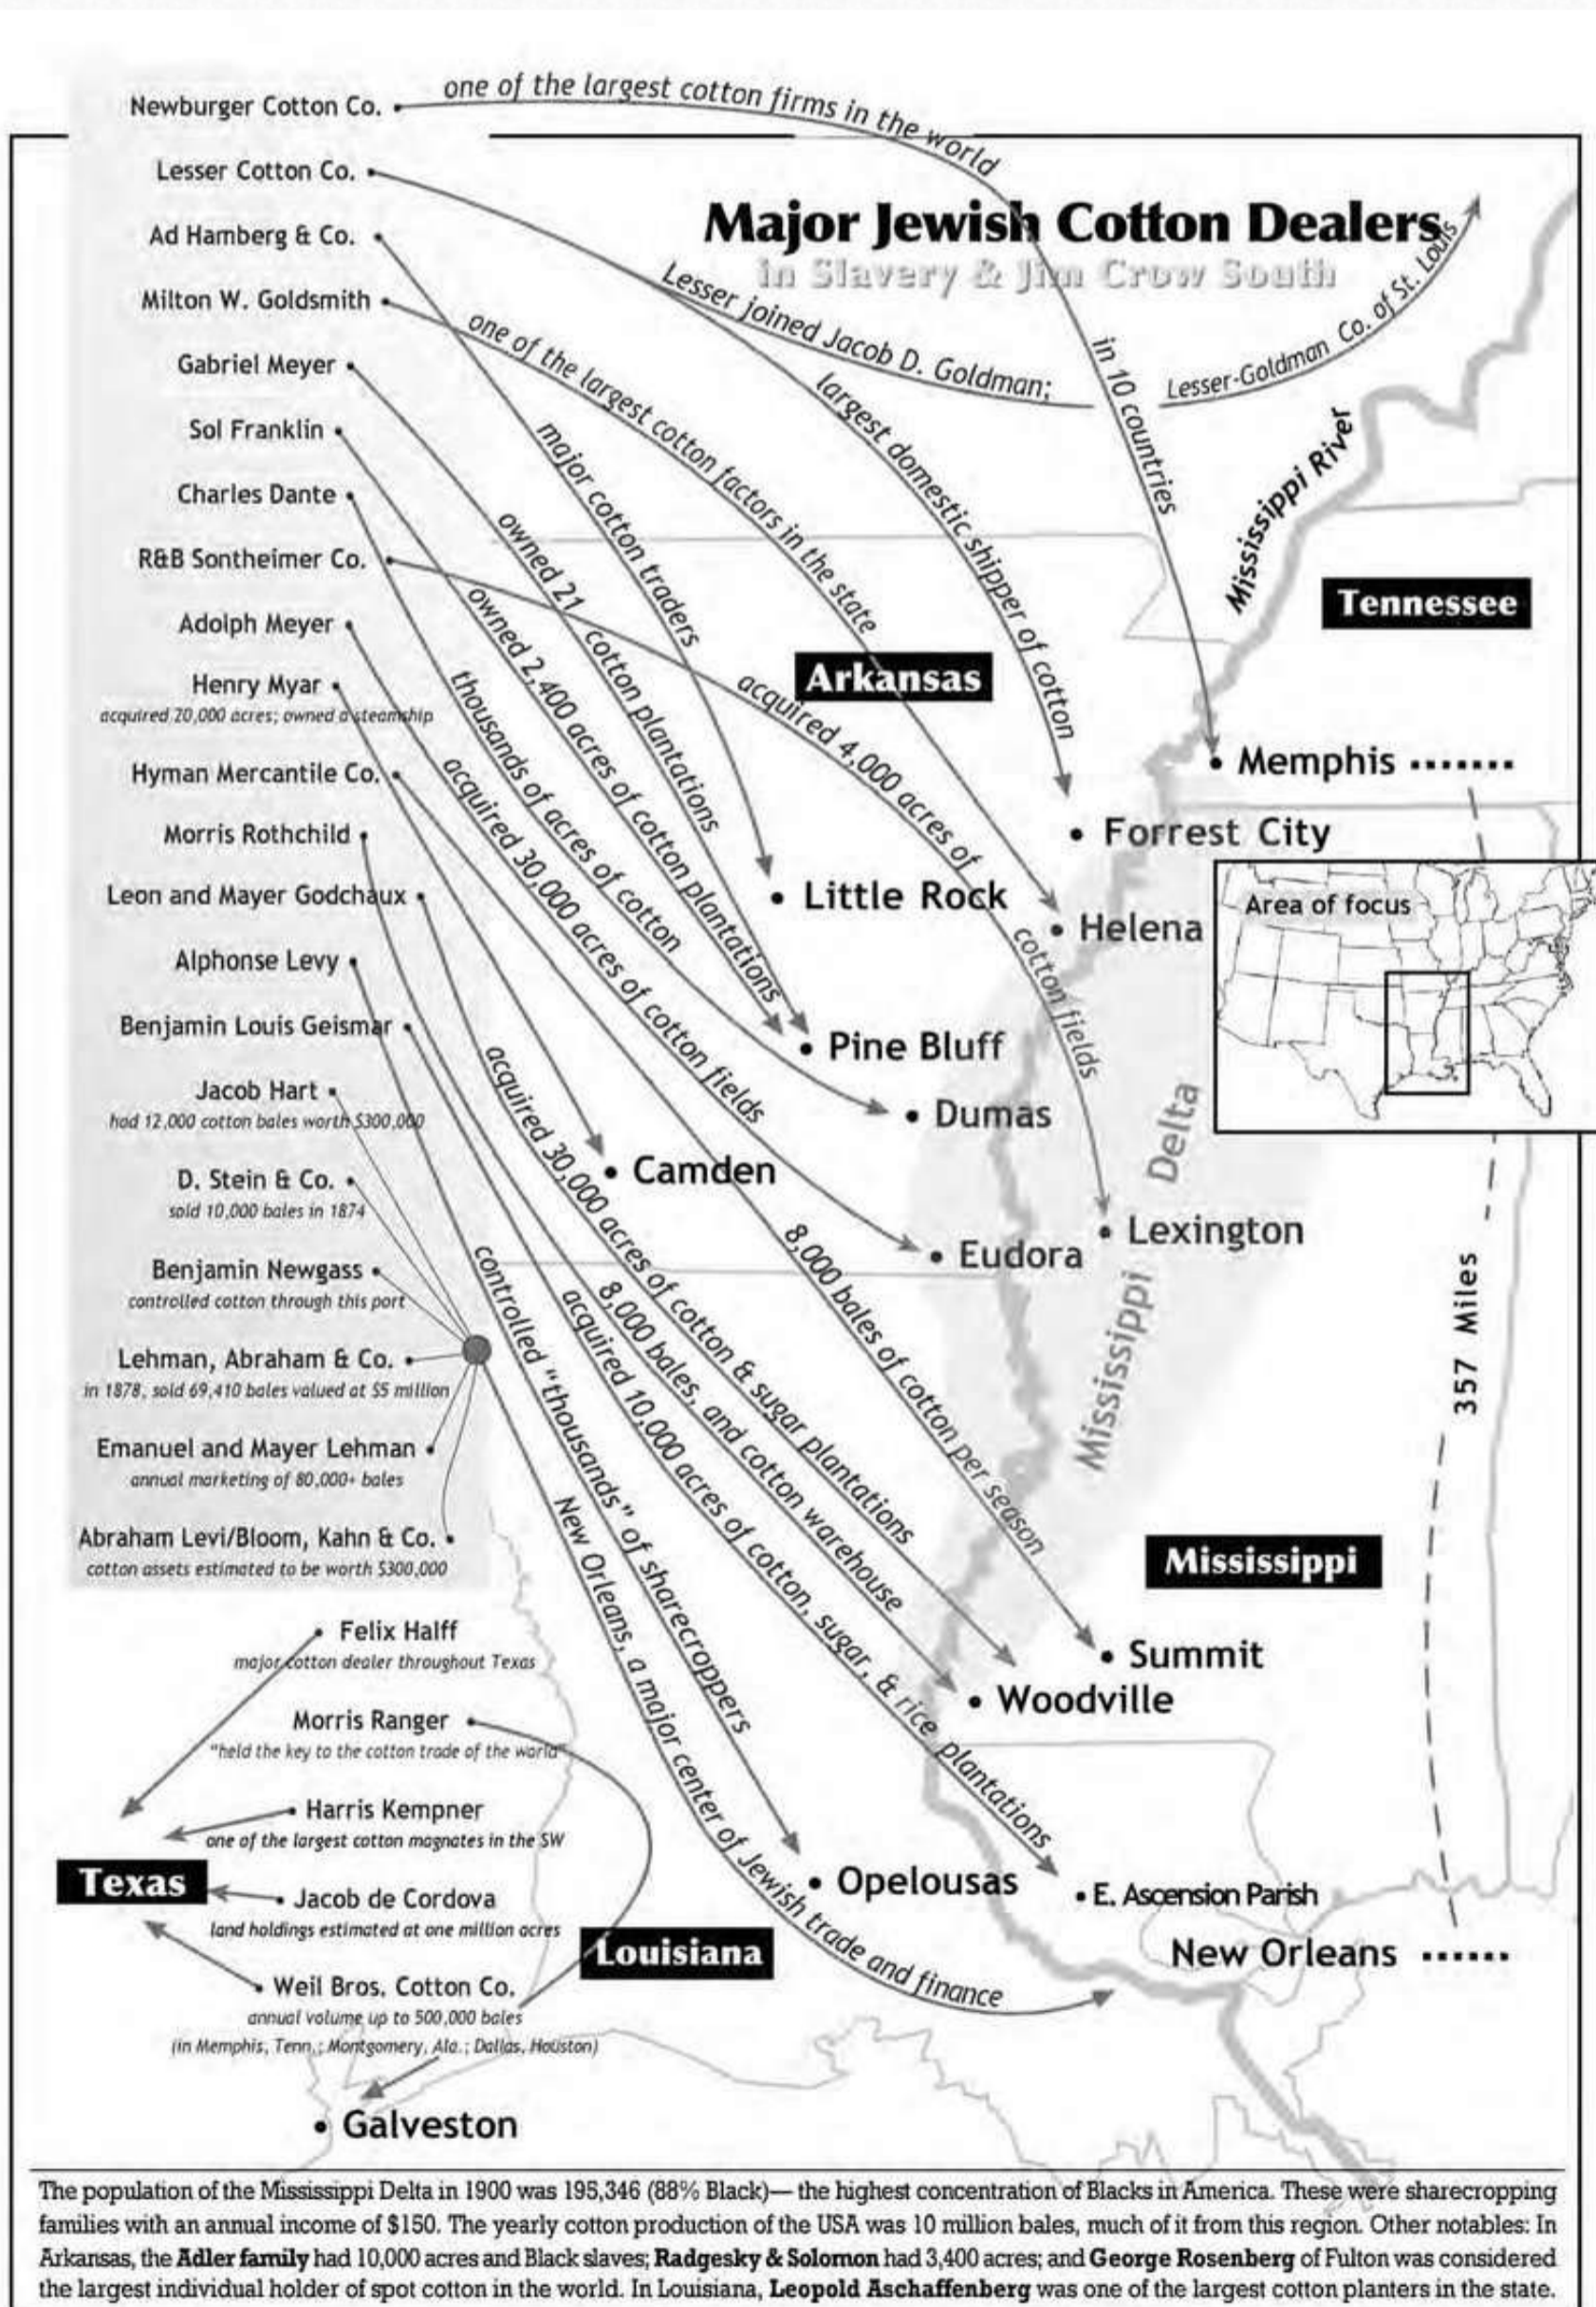 Newburger Cotton Co.
one of the largest cotton firms in the world
in 10 countries
Lesser Cotton Co.
Ad Hamberg & Co.
Milton W. Goldsmith
Gabriel Meyer
Sol Franklin
Charles Dante
R&B Sontheimer Co.
Adolph Meyer
Henry Myar
acquired 20,000 acres; owned a steamship
Hyman Mercantile Co.
Morris Rothchild
Leon and Mayer Godchaux
Alphonse Levy
Benjamin Louis Geismar
Jacob Hart
had 12,000 cotton bales worth $300,000
D. Stein & Co.
sold 10,000 bales in 1874
Benjamin Newgass
controlled cotton through this port
Lehman, Abraham & Co.
in 1878, sold 69,410 bales valued at $5 million
Emanuel and Mayer Lehman
annual marketing of 80,000+ bales
Abraham Levi/Bloom, Kahn & Co.
cotton assets estimated to be worth $300,000
Major Jewish Cotton Dealers
in Slavery & Jim Crow South
Lesser joined Jacob D. Goldman;
Lesser-Goldman Co. of St. Louis
largest domestic shipper of cotton
one of the largest cotton factors in the state
major cotton traders
owned 21 cotton plantations
owned 2,400 acres of cotton plantations
thousands of acres of cotton
acquired 4,000 acres of cotton fields
acquired 30,000 acres of cotton fields
acquired 30,000 acres of cotton & sugar plantations
8,000 bales of cotton per season
8,000 bales, and cotton warehouse
acquired 10,000 acres of cotton, sugar, & rice plantations
controlled "thousands" of sharecroppers
New Orleans, a major center of Jewish trade and finance
Mississippi River
Tennessee
Arkansas
Memphis
Forrest City
Little Rock
Helena
Area of focus
Pine Bluff
Dumas
Camden
Lexington
Eudora
Mississippi Delta
357 Miles
Mississippi
Summit
Woodville
Opelousas
E. Ascension Parish
New Orleans
Louisiana
Felix Halff
major cotton dealer throughout Texas
Morris Ranger
"held the key to the cotton trade of the world"
Harris Kempner
one of the largest cotton magnates in the SW
Texas
Jacob de Cordova
land holdings estimated at one million acres
Weil Bros. Cotton Co.
annual volume up to 500,000 bales
(in Memphis, Tenn.; Montgomery, Ala.; Dallas, Houston)
Galveston
The population of the Mississippi Delta in 1900 was 195,346 (88% Black)— the highest concentration of Blacks in America. These were sharecropping
families with an annual income of $150. The yearly cotton production of the USA was 10 million bales, much of it from this region. Other notables: In
Arkansas, the Adler family had 10,000 acres and Black slaves; Radgesky & Solomon had 3,400 acres; and George Rosenberg of Fulton was considered
the largest individual holder of spot cotton in the world. In Louisiana, Leopold Aschaffenberg was one of the largest cotton planters in the state.